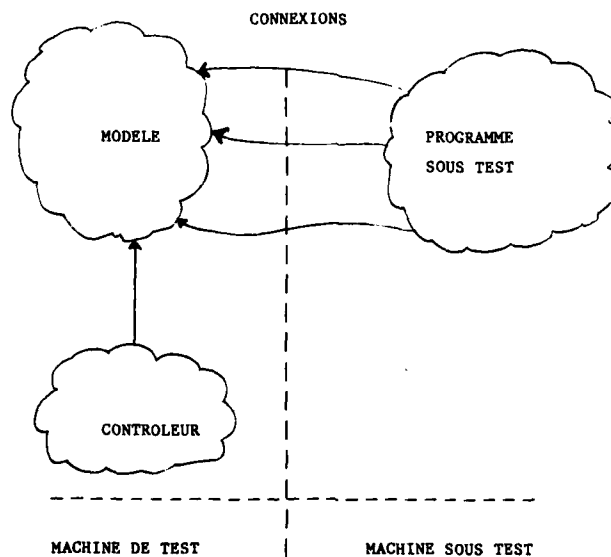 CONNEXIONS
MODELE
PROGRAMME
SOUS TEST
CONTROLEUR
MACHINE DE TEST
MACHINE SOUS TEST